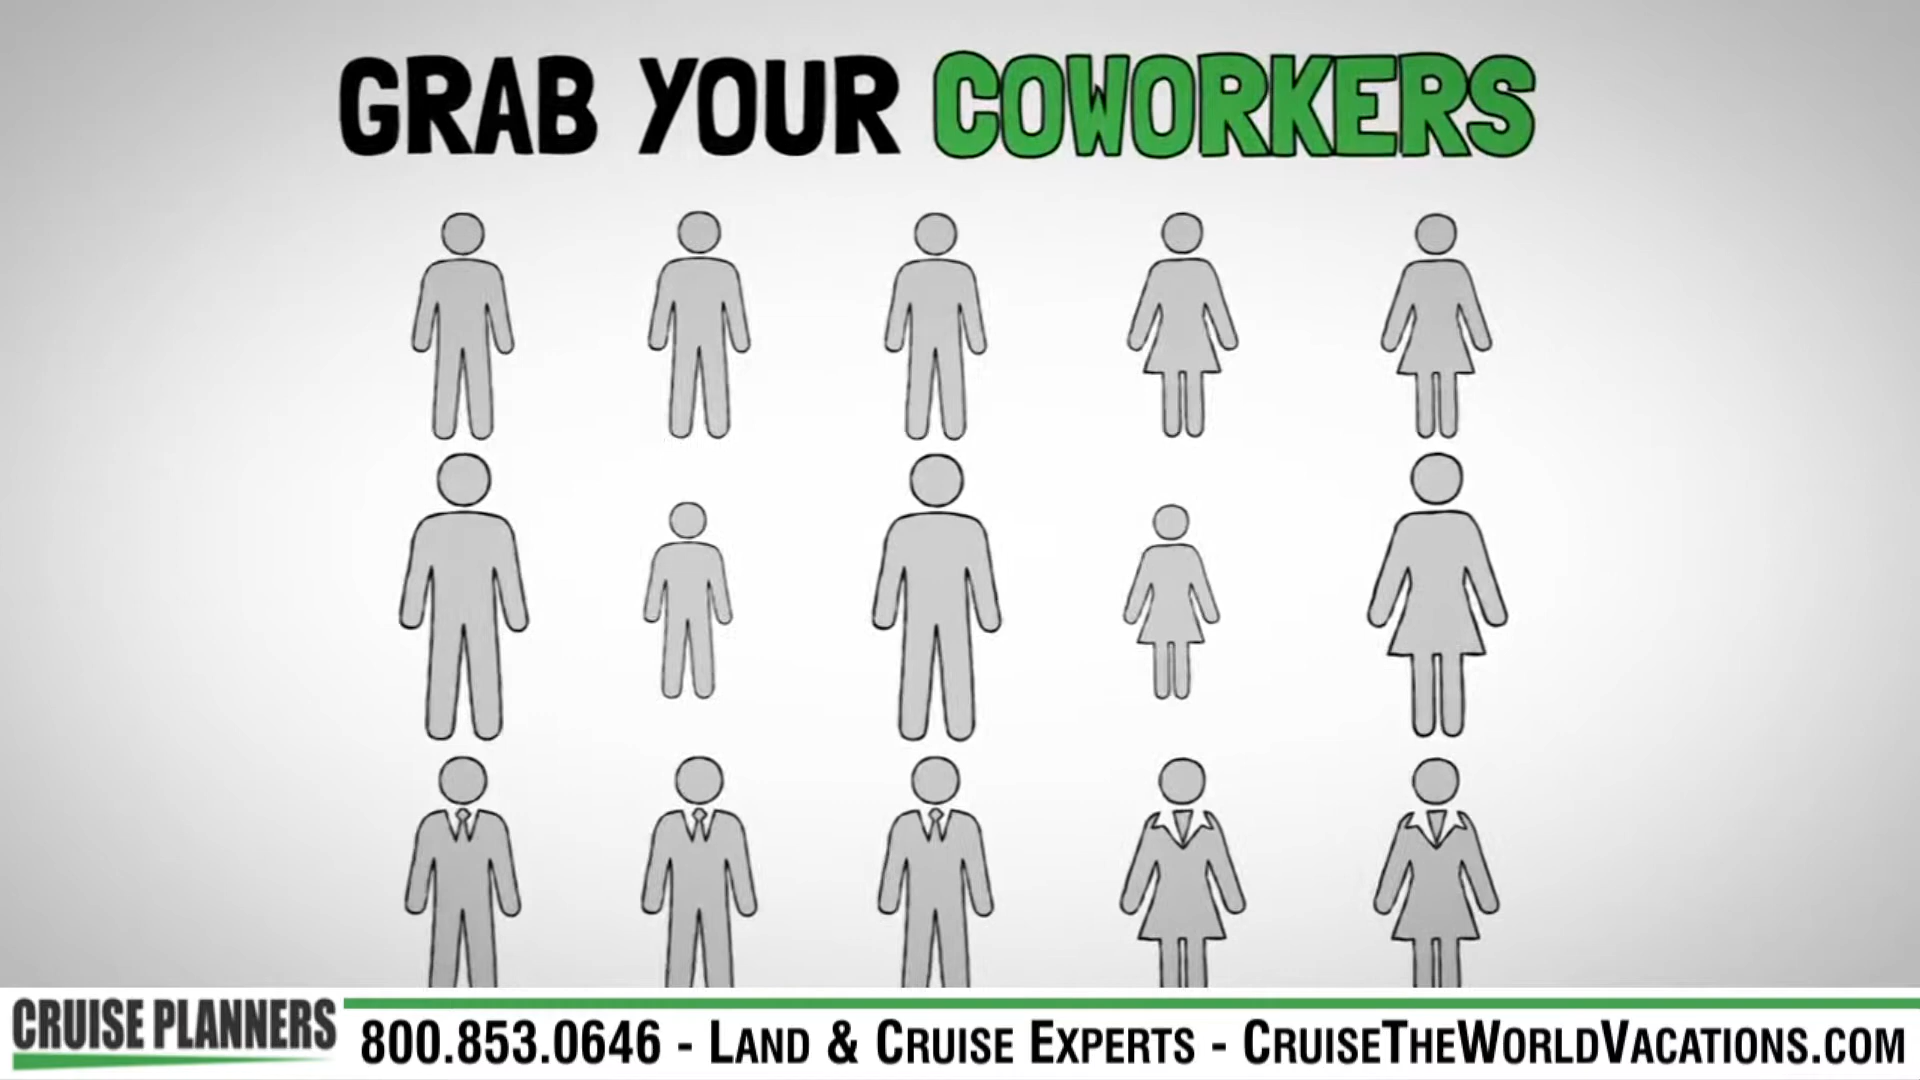 GRAB YOUR COWORKERS
CRUISE PLANNERS
800.853.0646 - LAND & CRUISE EXPERTS - CRUISETHEWORLDVACATIONS.COM